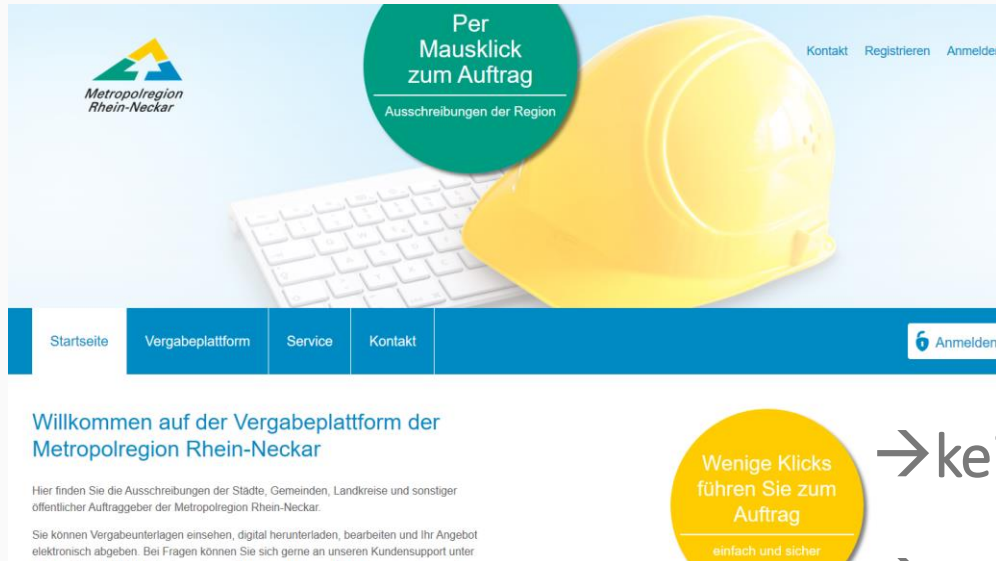 Per
Mausklick
zum Auftrag
Ausschreibungen der Region
Metropolregion
Rhein-Neckar
Kontakt Registrieren Anmelden
Startseite Vergabeplattform Service Kontakt
Anmelden
Willkommen auf der Vergabeplattform der
Metropolregion Rhein-Neckar
Hier finden Sie die Ausschreibungen der Städte, Gemeinden, Landkreise und sonstiger
öffentlicher Auftraggeber der Metropolregion Rhein-Neckar.
Sie können Vergabeunterlagen einsehen, digital herunterladen, bearbeiten und Ihr Angebot
elektronisch abgeben. Bei Fragen können Sie sich gerne an unseren Kundensupport unter
Wenige Klicks
führen Sie zum
Auftrag
einfach und sicher